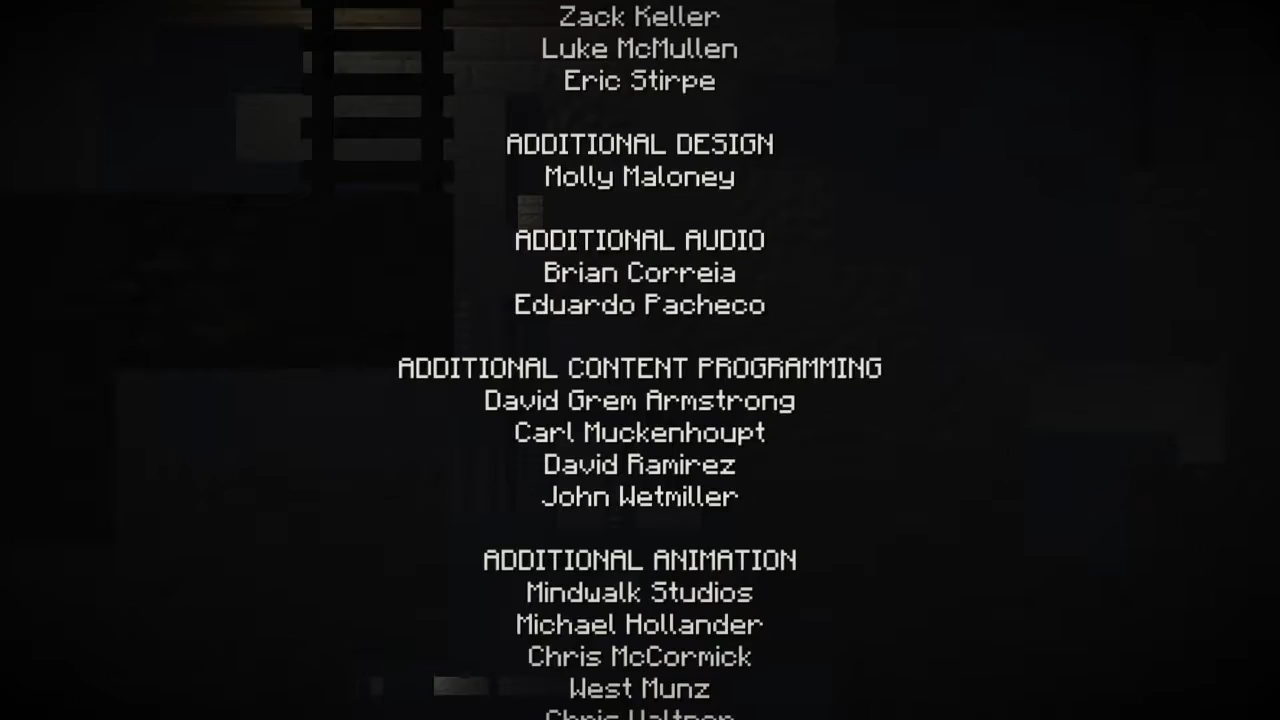 Zack Keller
Luke McMullen
Eric Stirpe
ADDITIONAL DESIGN
Molly Maloney
ADDITIONAL AUDIO
Brian Correia
Eduardo Pacheco
ADDITIONAL CONTENT PROGRAMMING
David Grem Armstrong
Carl Muckenhoupt
David Ramirez
John Wetmiller
ADDITIONAL ANIMATION
Mindwalk Studios
Michael Hollander
Chris McCormick
West Munz
Chris